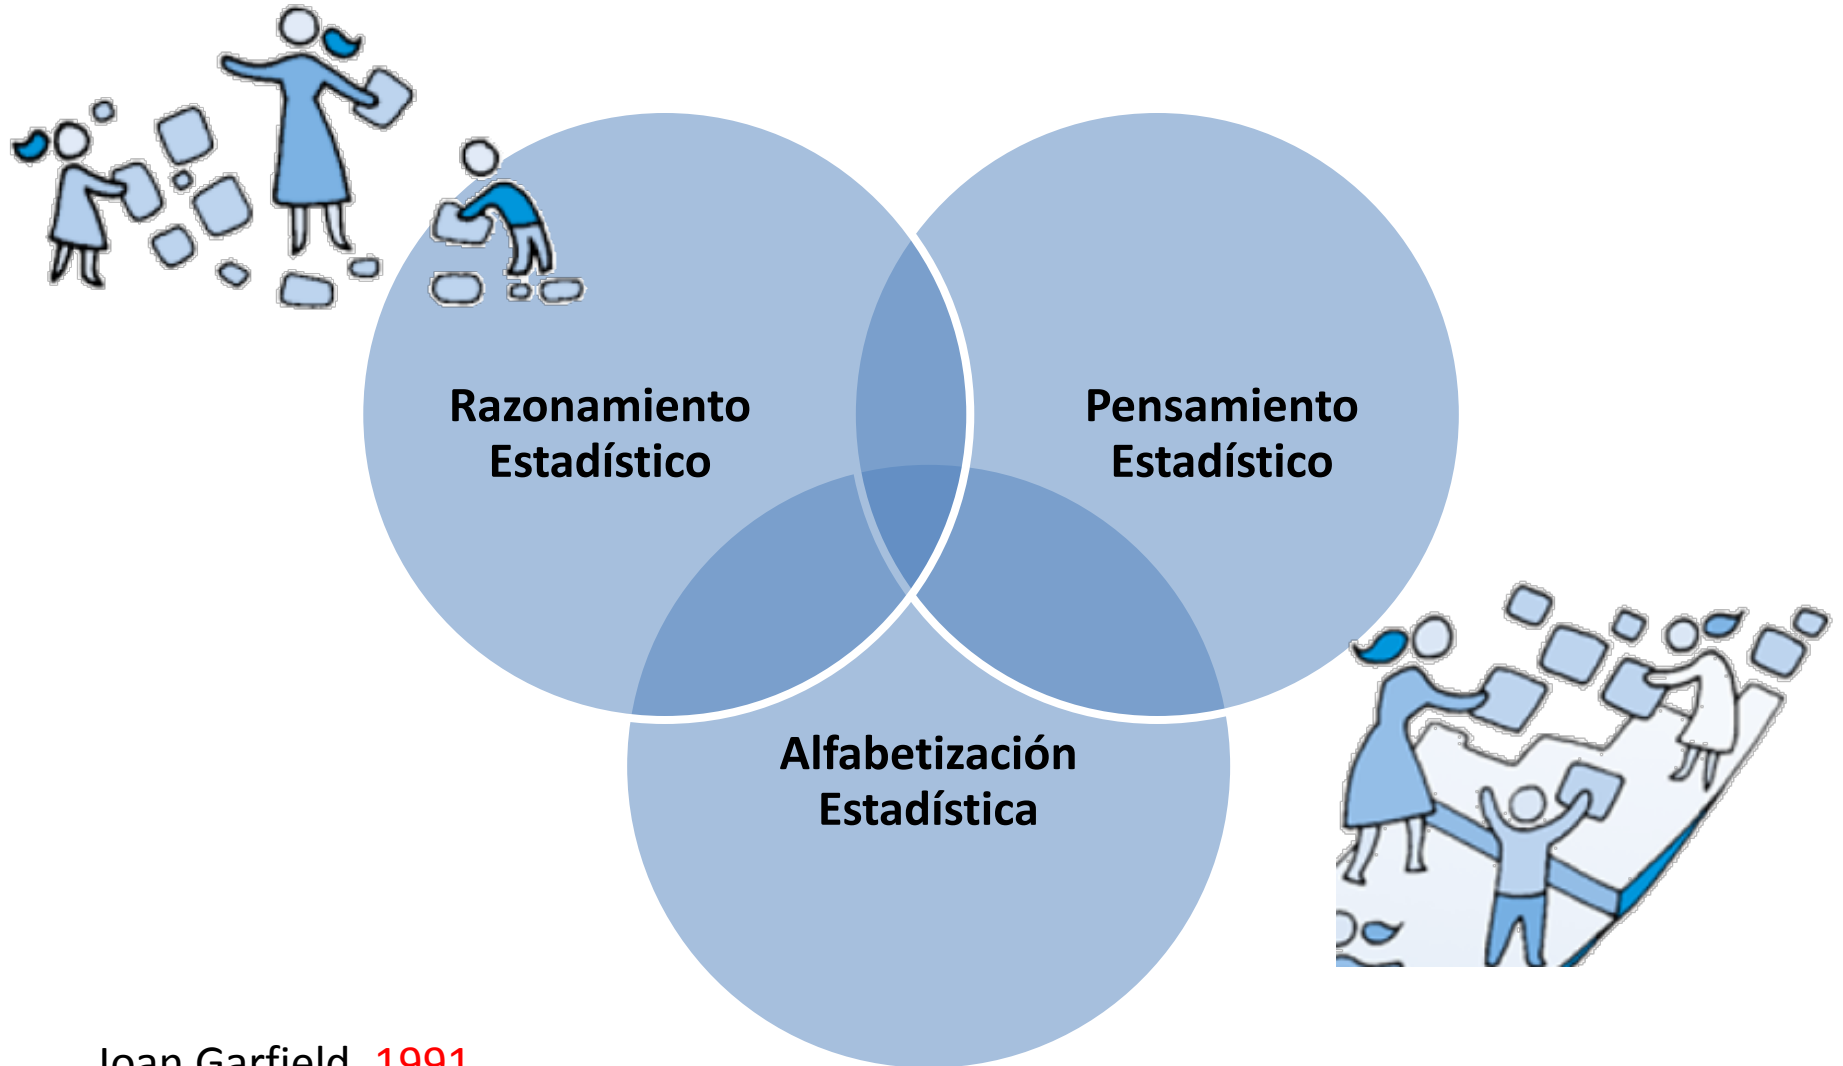 Razonamiento
Estadístico
Pensamiento
Estadístico
Alfabetización
Estadística
Joan Garfield 1991